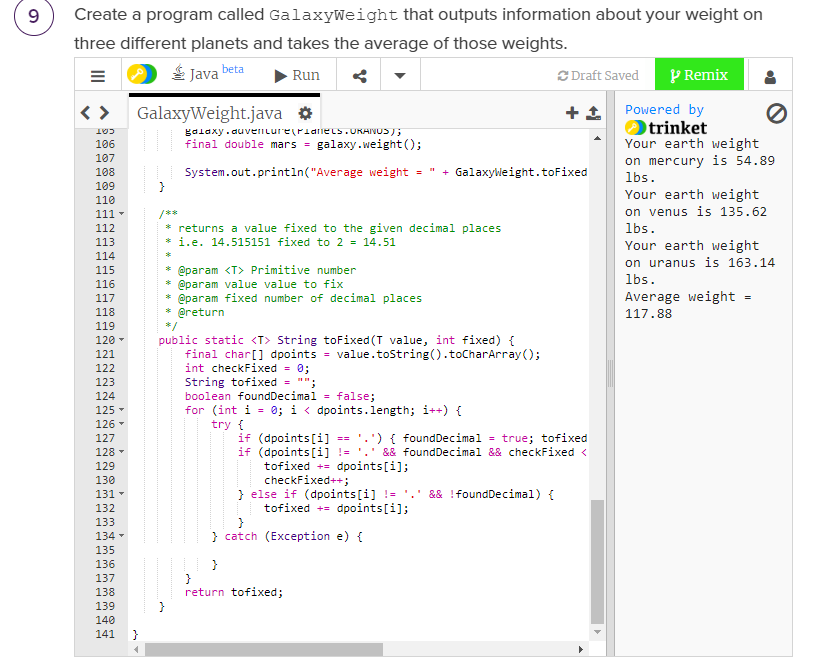 9
Create a program called GalaxyWeight that outputs information about your weight on
three different planets and takes the average of those weights.
Java beta
Run
Draft Saved
Remix
GalaxyWeight.java
105 galaxy.adventure(Planets.URANUS);
106 final double mars = galaxy.weight();
107
108 System.out.println("Average weight = " + GalaxyWeight.toFixed
109 }
110
111 /**
112 * returns a value fixed to the given decimal places
113 * i.e. 14.515151 fixed to 2 = 14.51
114 *
115 * @param <T> Primitive number
116 * @param value value to fix
117 * @param fixed number of decimal places
118 * @return
119 */
120 public static <T> String toFixed(T value, int fixed) {
121 final char[] dpoints = value.toString().toCharArray();
122 int checkFixed = 0;
123 String tofixed = "";
124 boolean foundDecimal = false;
125 for (int i = 0; i < dpoints.length; i++) {
126 try {
127 if (dpoints[i] == '.') { foundDecimal = true; tofixed
128 if (dpoints[i] != '.' && foundDecimal && checkFixed <
129 tofixed += dpoints[i];
130 checkFixed++;
131 } else if (dpoints[i] != '.' && !foundDecimal) {
132 tofixed += dpoints[i];
133 }
134 } catch (Exception e) {
135
136 }
137 }
138 return tofixed;
139 }
140
141 }
Powered by
trinket
Your earth weight
on mercury is 54.89
lbs.
Your earth weight
on venus is 135.62
lbs.
Your earth weight
on uranus is 163.14
lbs.
Average weight =
117.88